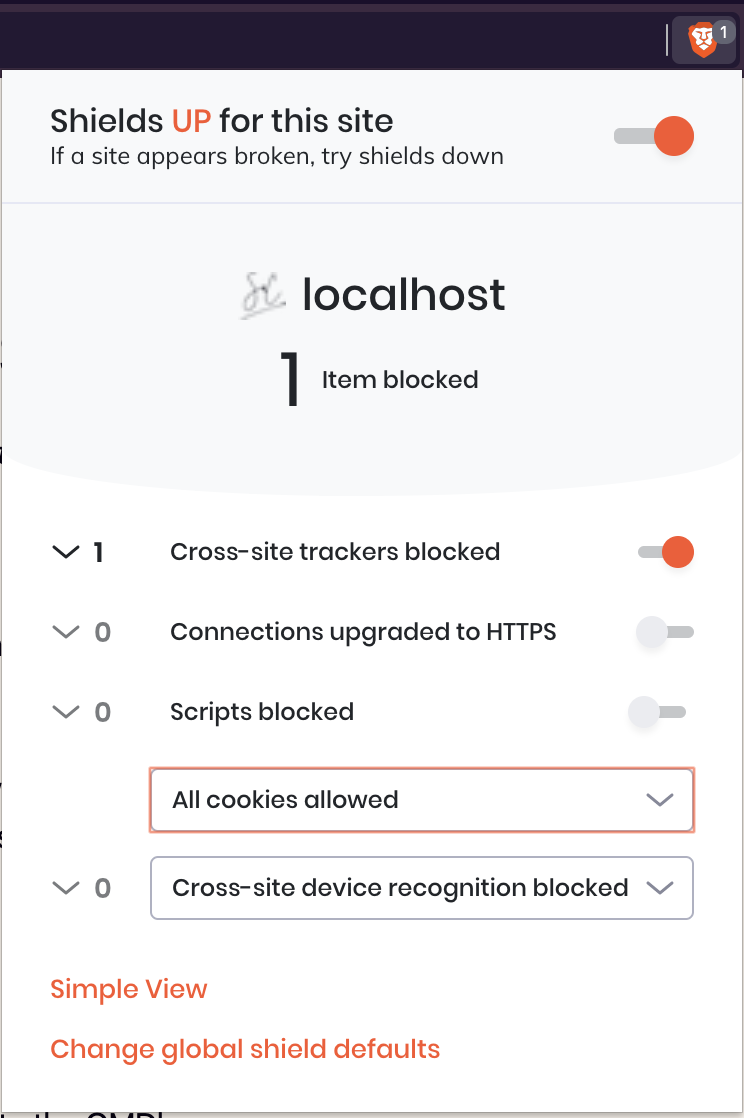 1
Shields UP for this site
If a site appears broken, try shields down
localhost
1 Item blocked
1 Cross-site trackers blocked
0 Connections upgraded to HTTPS
0 Scripts blocked
All cookies allowed
0 Cross-site device recognition blocked
Simple View
Change global shield defaults